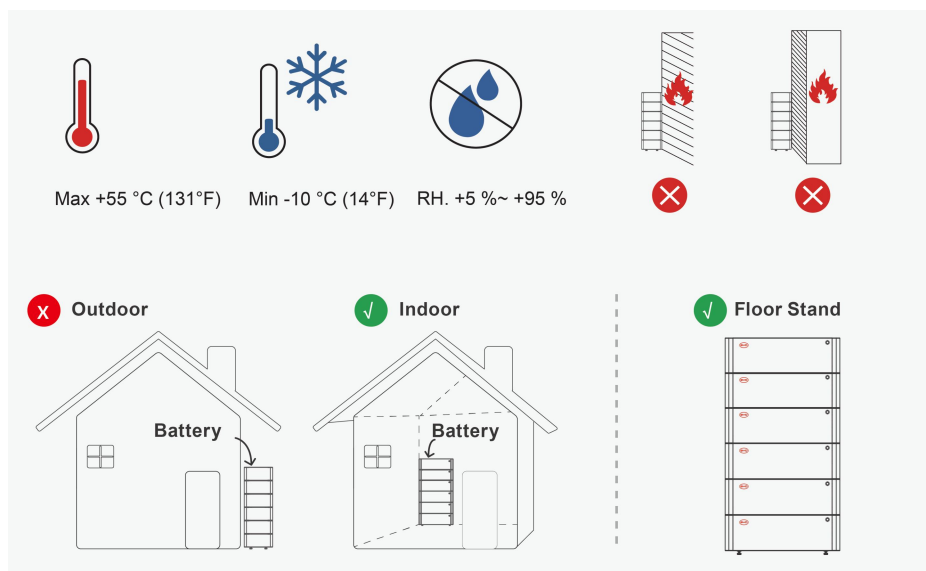 Max +55 °C (131°F)
Min -10 °C (14°F)
RH. +5 %~ +95 %
X Outdoor
√ Indoor
√ Floor Stand
Battery
Battery